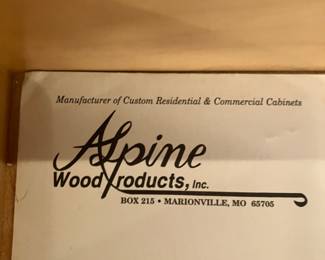 Manufacturer of Custom Residential & Commercial Cabinets
Alpine
Wood Products, Inc.
BOX 215 • MARIONVILLE, MO 65705